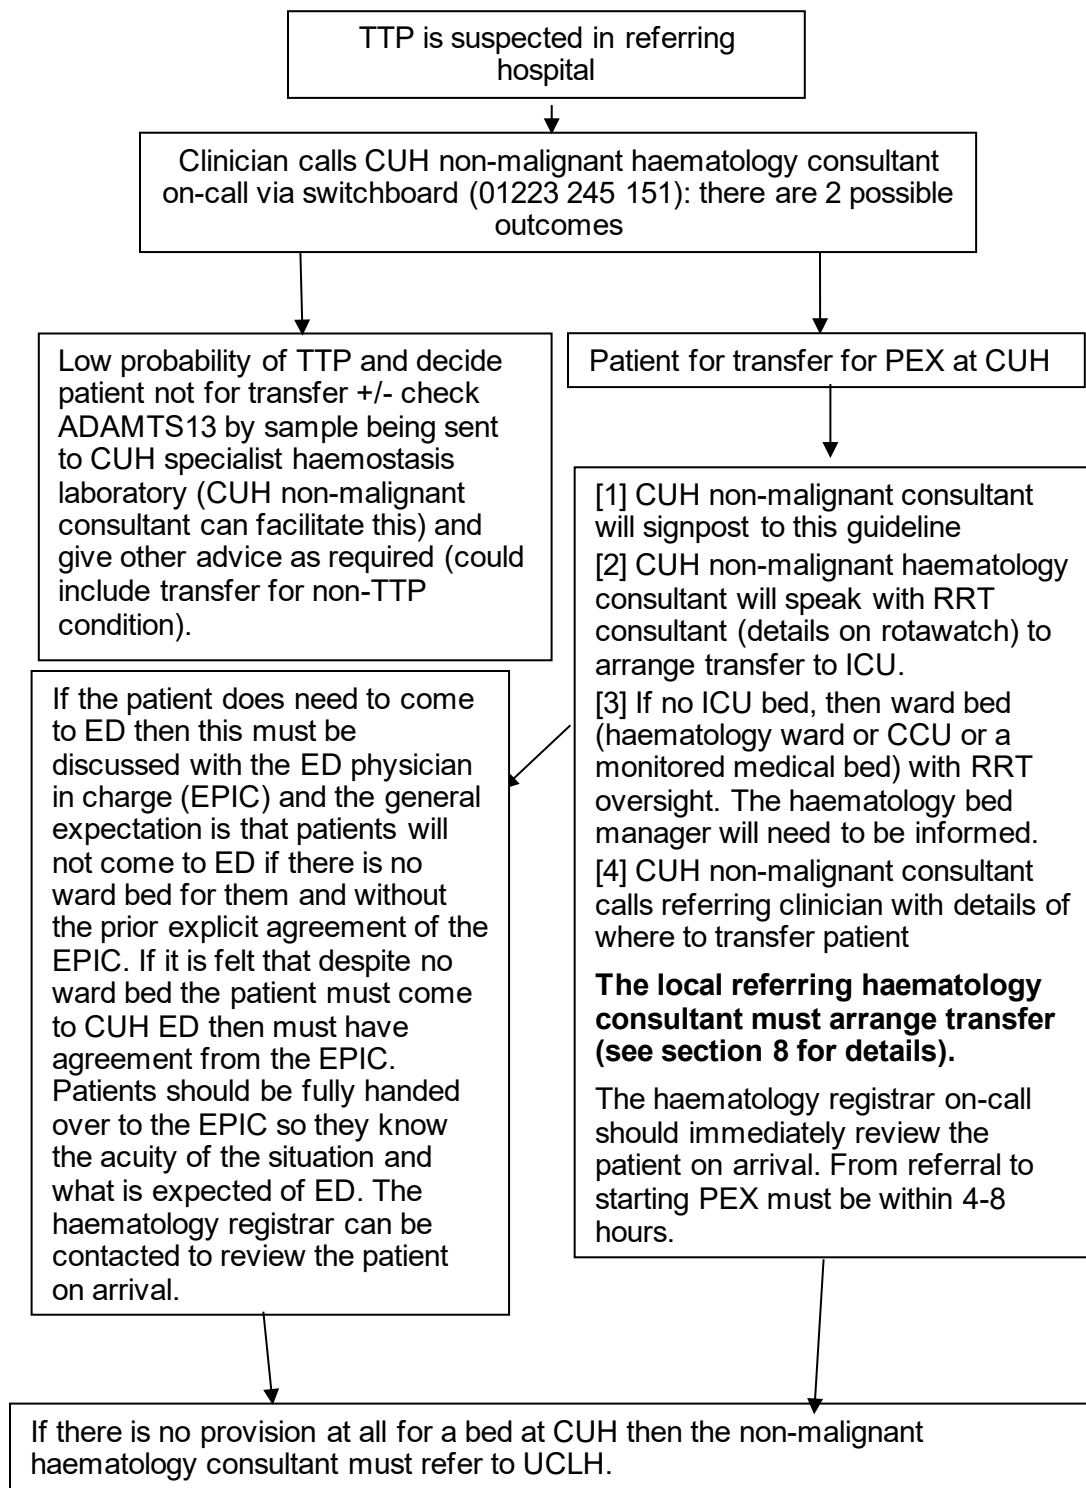 TTP is suspected in referring
hospital
Clinician calls CUH non-malignant haematology consultant
on-call via switchboard (01223 245 151): there are 2 possible
outcomes
Low probability of TTP and decide
patient not for transfer +/- check
ADAMTS13 by sample being sent
to CUH specialist haemostasis
laboratory (CUH non-malignant
consultant can facilitate this) and
give other advice as required (could
include transfer for non-TTP
condition).
Patient for transfer for PEX at CUH
[1] CUH non-malignant consultant
will signpost to this guideline
[2] CUH non-malignant haematology
consultant will speak with RRT
consultant (details on rotawatch) to
arrange transfer to ICU.
[3] If no ICU bed, then ward bed
(haematology ward or CCU or a
monitored medical bed) with RRT
oversight. The haematology bed
manager will need to be informed.
[4] CUH non-malignant consultant
calls referring clinician with details of
where to transfer patient
The local referring haematology
consultant must arrange transfer
(see section 8 for details).
The haematology registrar on-call
should immediately review the
patient on arrival. From referral to
starting PEX must be within 4-8
hours.
If the patient does need to come
to ED then this must be
discussed with the ED physician
in charge (EPIC) and the general
expectation is that patients will
not come to ED if there is no
ward bed for them and without
the prior explicit agreement of the
EPIC. If it is felt that despite no
ward bed the patient must come
to CUH ED then must have
agreement from the EPIC.
Patients should be fully handed
over to the EPIC so they know
the acuity of the situation and
what is expected of ED. The
haematology registrar can be
contacted to review the patient
on arrival.
If there is no provision at all for a bed at CUH then the non-malignant
haematology consultant must refer to UCLH.